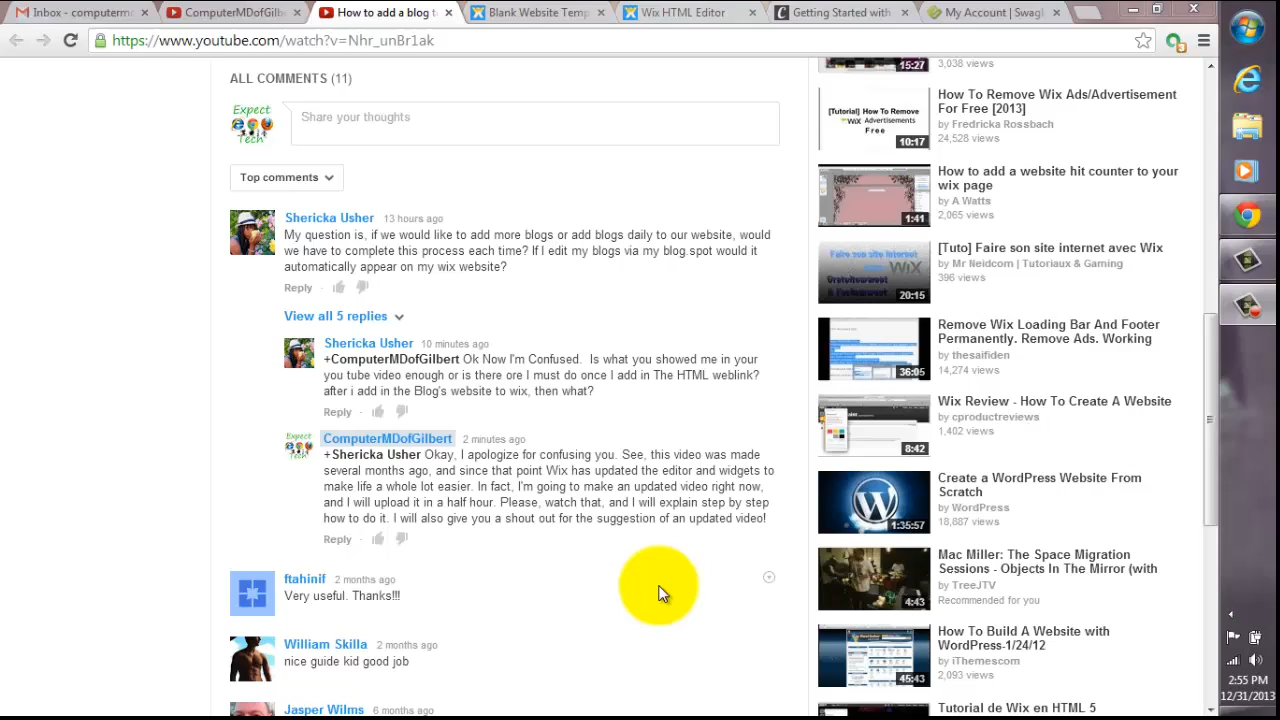 Inbox - computerm
ComputerMDofGilbert
How to add a blog t
Blank Website Temp
Wix HTML Editor
Getting Started with
My Account | Swagl
https://www.youtube.com/watch?v=Nhr_unBr1ak
ALL COMMENTS (11)
Expect
Tech
Share your thoughts
Top comments
Shericka Usher 13 hours ago
My question is, if we would like to add more blogs or add blogs daily to our website, would
we have to complete this process each time? If I edit my blogs via my blog.spot would it
automatically appear on my wix website?
Reply
View all 5 replies
Shericka Usher 10 minutes ago
+ComputerMDofGilbert Ok Now I'm Confused.. Is what you showed me in your
you tube video enough or is there ore I must do once I add in The HTML weblink?
after i add in the Blog's website to wix, then what?
Reply
Expect
ComputerMDofGilbert 2 minutes ago
+Shericka Usher Okay, I apologize for confusing you. See, this video was made
several months ago, and since that point Wix has updated the editor and widgets to
make life a whole lot easier. In fact, I'm going to make an updated video right now,
and I will upload it in a half hour. Please, watch that, and I will explain step by step
how to do it. I will also give you a shout out for the suggestion of an updated video!
Reply
ftahinif 2 months ago
Very useful. Thanks!!!
William Skilla 2 months ago
nice guide kid good job
Jasper Wilms 6 months ago
15:27
3,038 views
[Tutorial] How To Remove
WiX Advertisements
Free
10:17
How To Remove Wix Ads/Advertisement
For Free [2013]
by Fredricka Rossbach
24,528 views
1:41
How to add a website hit counter to your
wix page
by A Watts
2,065 views
Faire son site internet
avec WiX
20:15
[Tuto] Faire son site internet avec Wix
by Mr Neidcom | Tutoriaux & Gaming
396 views
36:05
Remove Wix Loading Bar And Footer
Permanently. Remove Ads. Working
by thesaifiden
14,274 views
8:42
Wix Review - How To Create A Website
by cproductreviews
1,402 views
1:35:57
Create a WordPress Website From
Scratch
by WordPress
18,887 views
4:43
Mac Miller: The Space Migration
Sessions - Objects In The Mirror (with
by TreeJTV
Recommended for you
45:43
How To Build A Website with
WordPress-1/24/12
by iThemescom
2,093 views
Tutorial de Wix en HTML 5
2:55 PM
12/31/2013